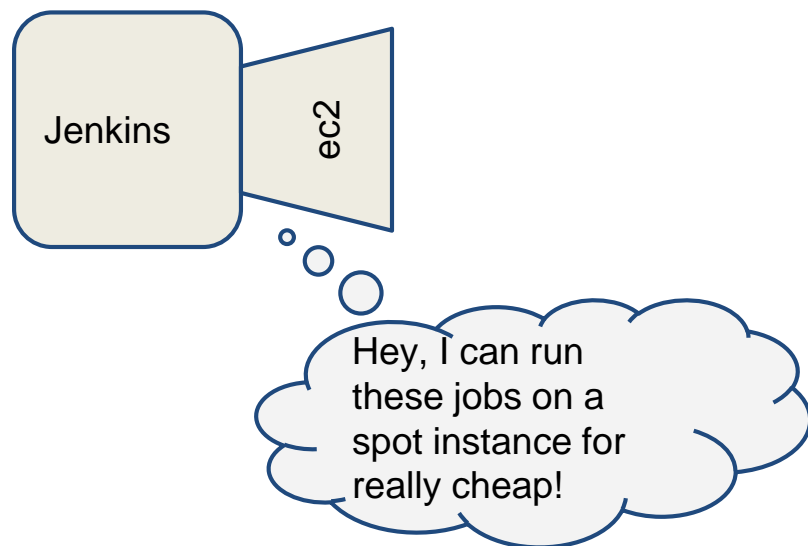 Jenkins
ec2
Hey, I can run
these jobs on a
spot instance for
really cheap!